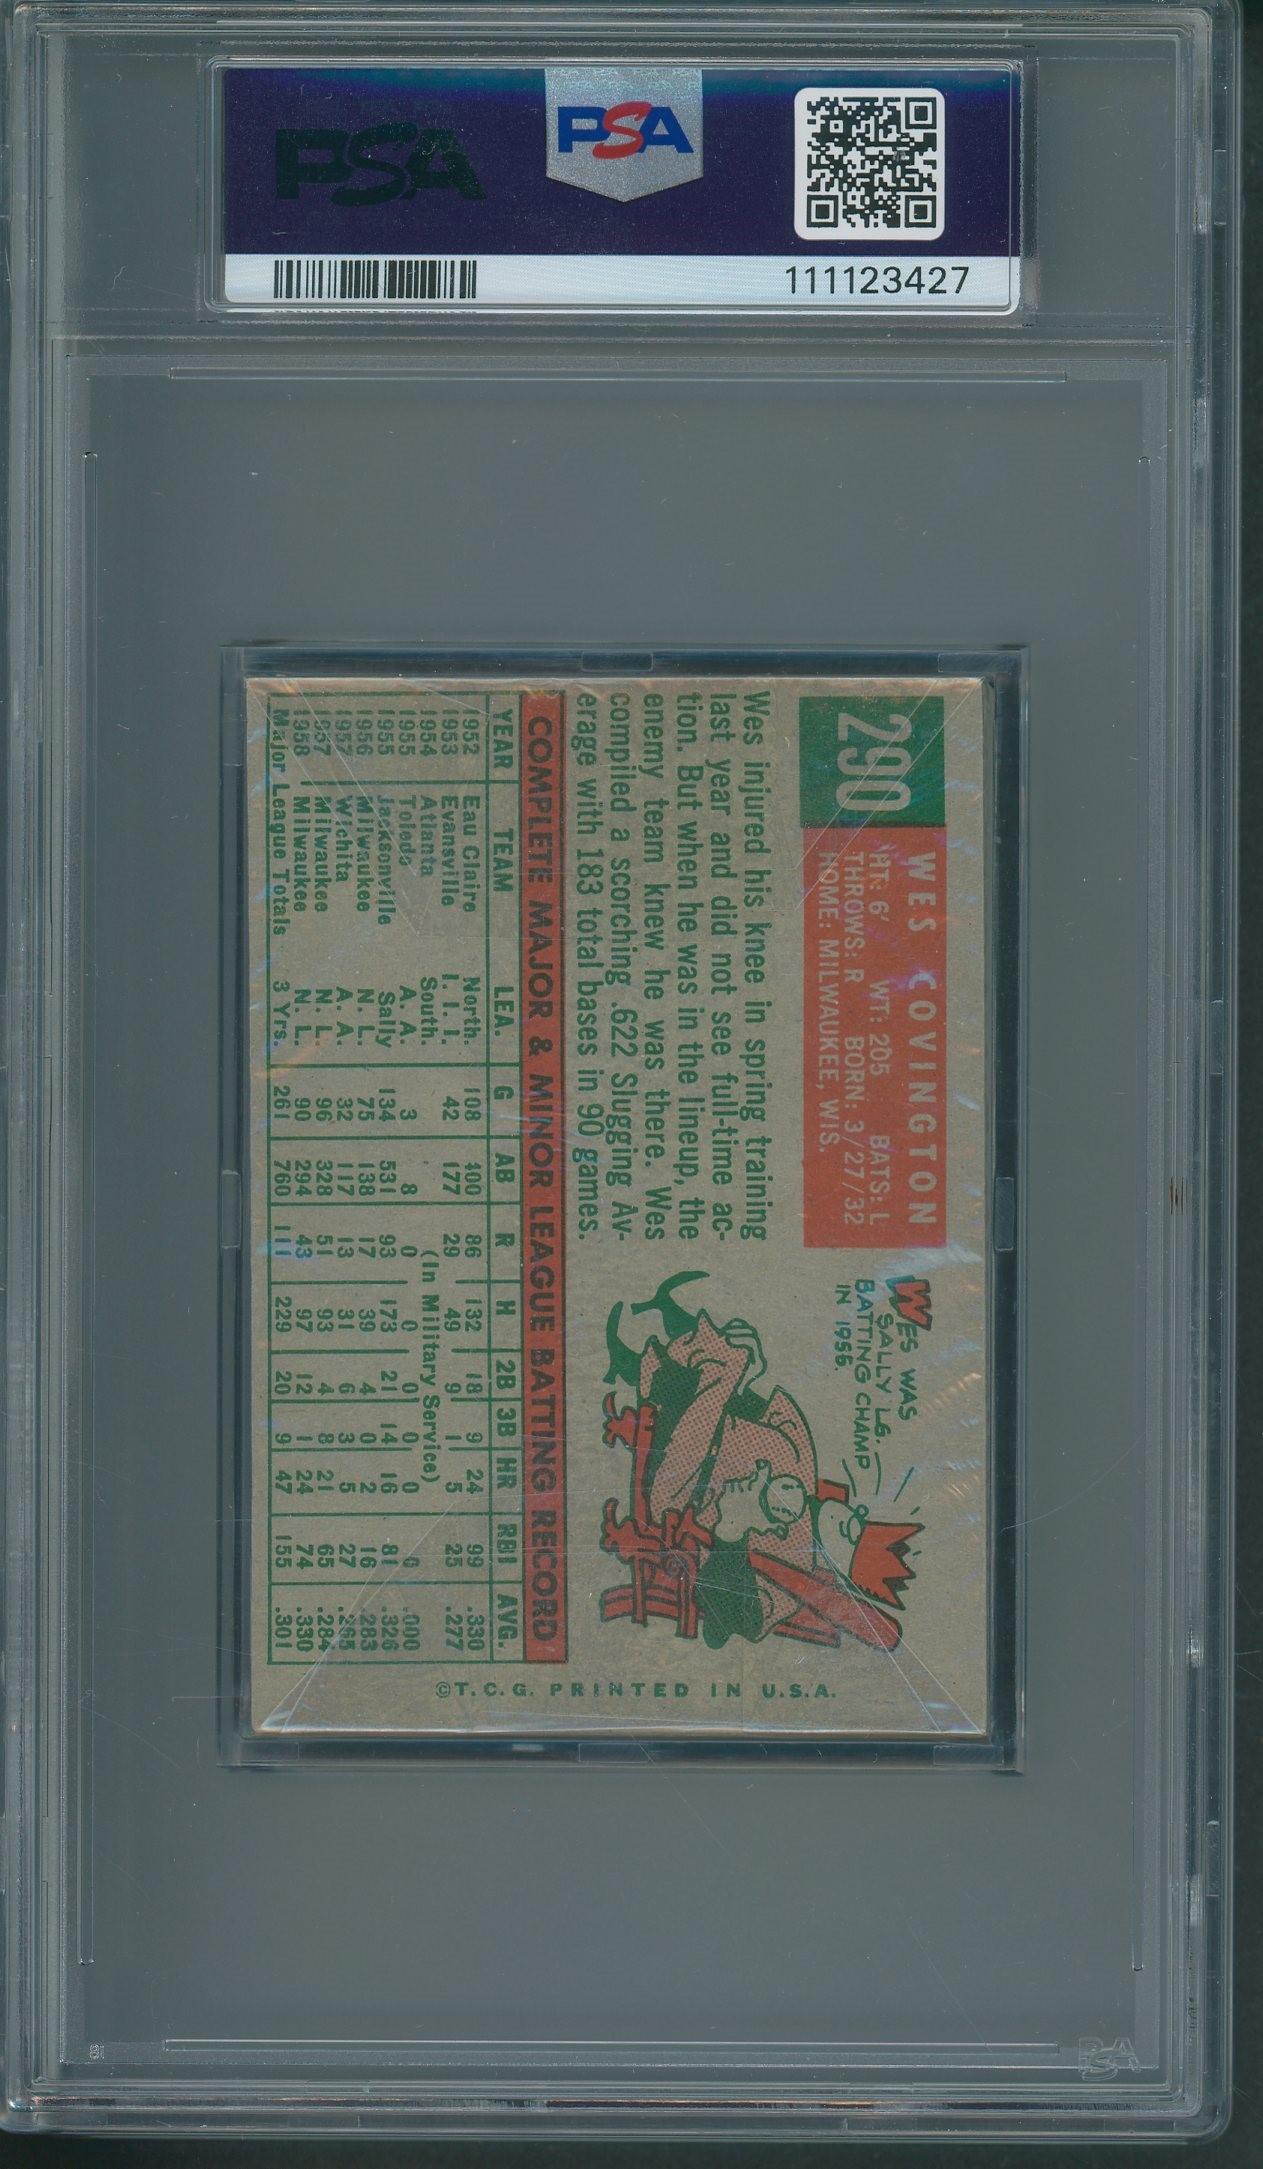 PSA
PSA
111123427
290
WES COVINGTON
HT: 6' WT: 205 BATS: L
THROWS: R BORN: 3/27/32
HOME: MILWAUKEE, WIS.
WES WAS
SALLY LG.
BATTING CHAMP
IN 1955.
Wes injured his knee in spring training
last year and did not see full-time ac-
tion. But when he was in the lineup, the
enemy team knew he was there. Wes
compiled a scorching .622 Slugging Av-
erage with 183 total bases in 90 games.
COMPLETE MAJOR & MINOR LEAGUE BATTING RECORD
YEAR TEAM LEA. G AB R H 2B 3B HR RBI AVG.
1952 Eau Claire North. 108 400 86 132 18 9 24 99 .330
1953 Evansville I. I. I. 42 177 29 49 9 1 5 25 .277
1954 Atlanta South. (In Military Service)
1955 Toledo A. A. 3 8 0 0 0 0 0 0 .000
1955 Jacksonville Sally 134 531 93 173 21 14 16 81 .326
1956 Milwaukee N. L. 75 138 17 39 4 0 2 16 .283
1957 Wichita A. A. 32 117 13 31 6 3 5 27 .265
1957 Milwaukee N. L. 96 328 51 93 4 8 21 65 .284
1958 Milwaukee N. L. 90 294 43 97 12 1 24 74 .330
Major League Totals 3 Yrs. 261 760 111 229 20 9 47 155 .301
©T.C.G. PRINTED IN U.S.A.
PSA